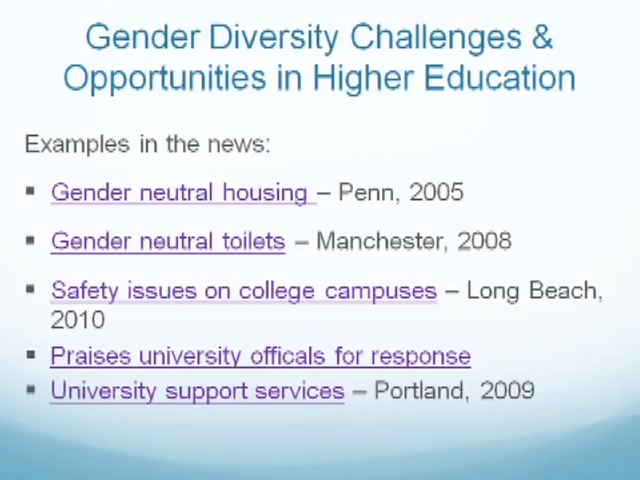 Gender Diversity Challenges &
Opportunities in Higher Education
Examples in the news:
▪ Gender neutral housing – Penn, 2005
▪ Gender neutral toilets – Manchester, 2008
▪ Safety issues on college campuses – Long Beach,
2010
▪ Praises university officals for response
▪ University support services – Portland, 2009